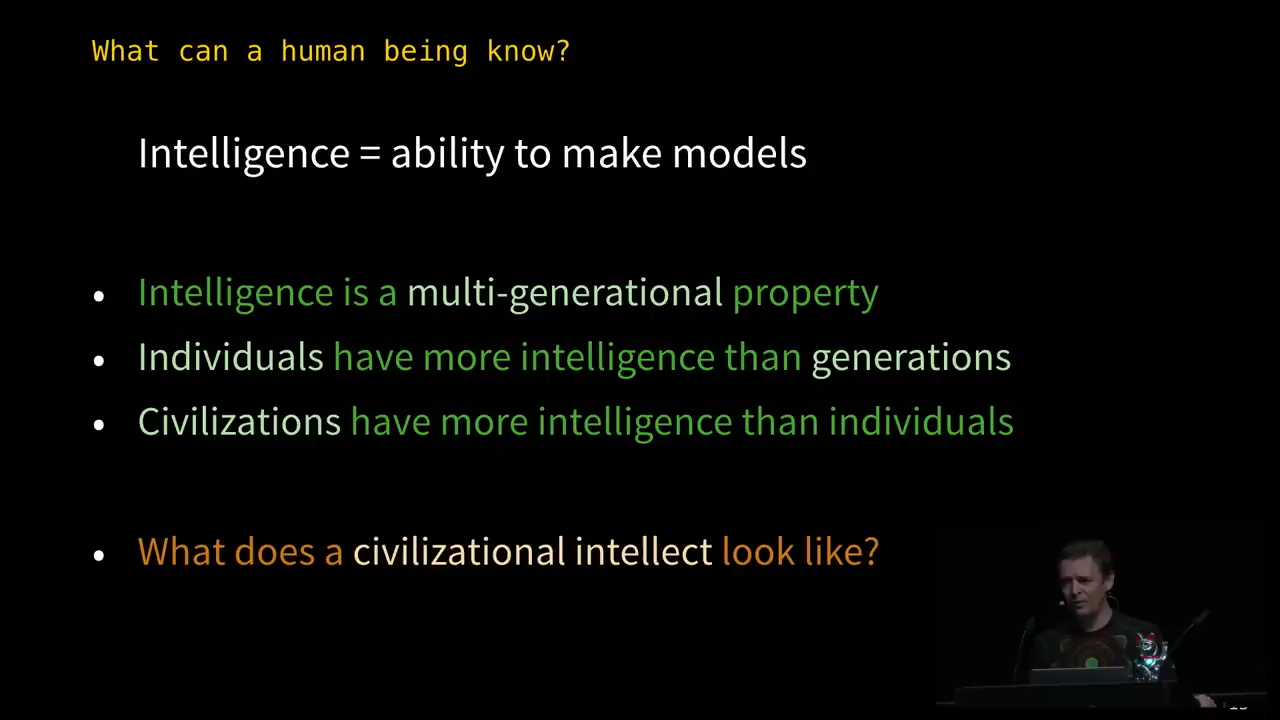 What can a human being know?
Intelligence = ability to make models
• Intelligence is a multi-generational property
• Individuals have more intelligence than generations
• Civilizations have more intelligence than individuals
• What does a civilizational intellect look like?